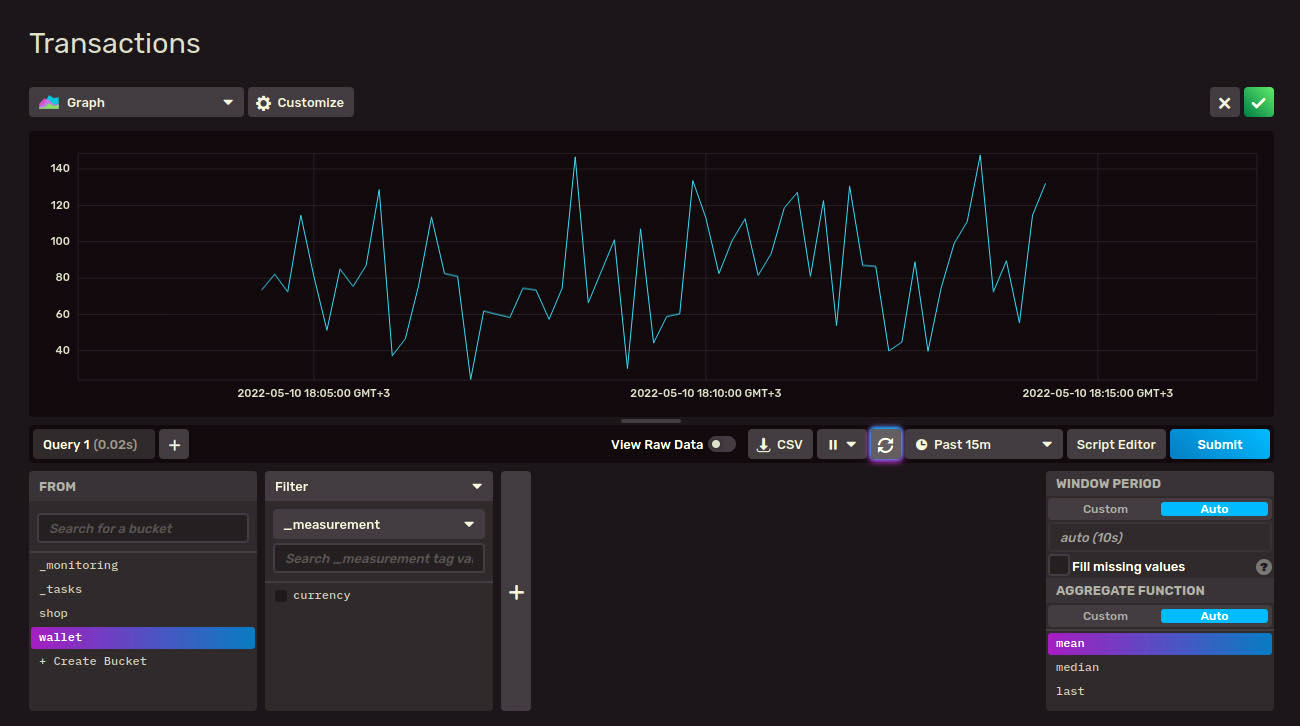 Transactions
Graph
Customize
140
120
100
80
60
40
2022-05-10 18:05:00 GMT+3
2022-05-10 18:10:00 GMT+3
2022-05-10 18:15:00 GMT+3
Query 1 (0.02s)
+
View Raw Data
CSV
Past 15m
Script Editor
Submit
FROM
Search for a bucket
_monitoring
_tasks
shop
wallet
+ Create Bucket
Filter
_measurement
Search _measurement tag va
currency
+
WINDOW PERIOD
Custom
Auto
auto (10s)
Fill missing values
?
AGGREGATE FUNCTION
Custom
Auto
mean
median
last